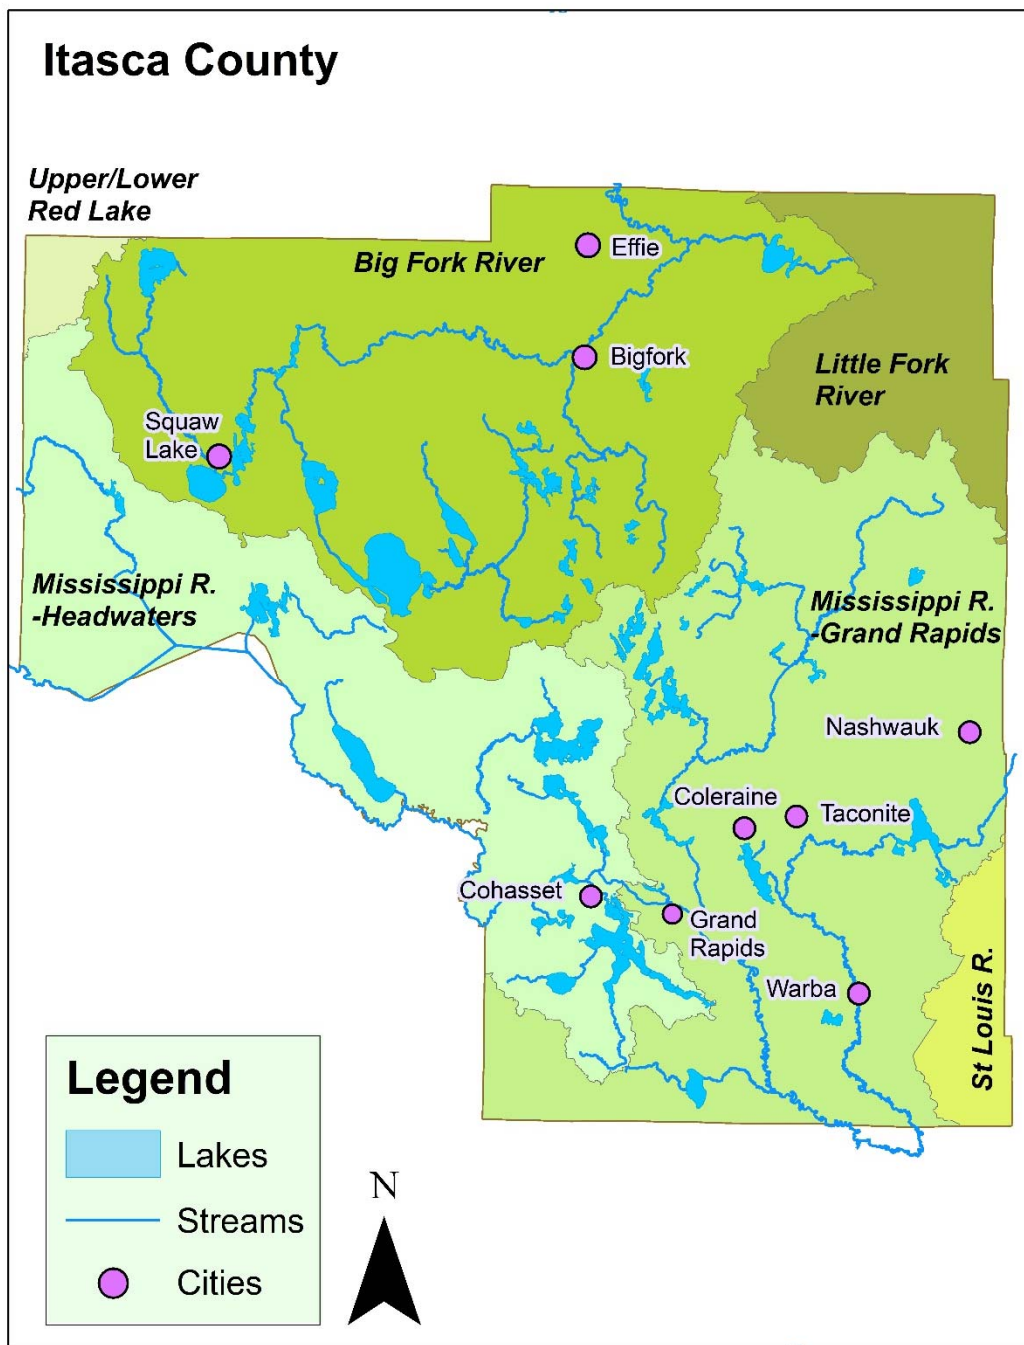 Itasca County
Upper/Lower
Red Lake
Big Fork River
Effie
Bigfork
Little Fork
River
Squaw
Lake
Mississippi R.
-Headwaters
Mississippi R.
-Grand Rapids
Nashwauk
Coleraine
Taconite
Cohasset
Grand
Rapids
Warba
St Louis R.
Legend
Lakes
Streams
Cities
N